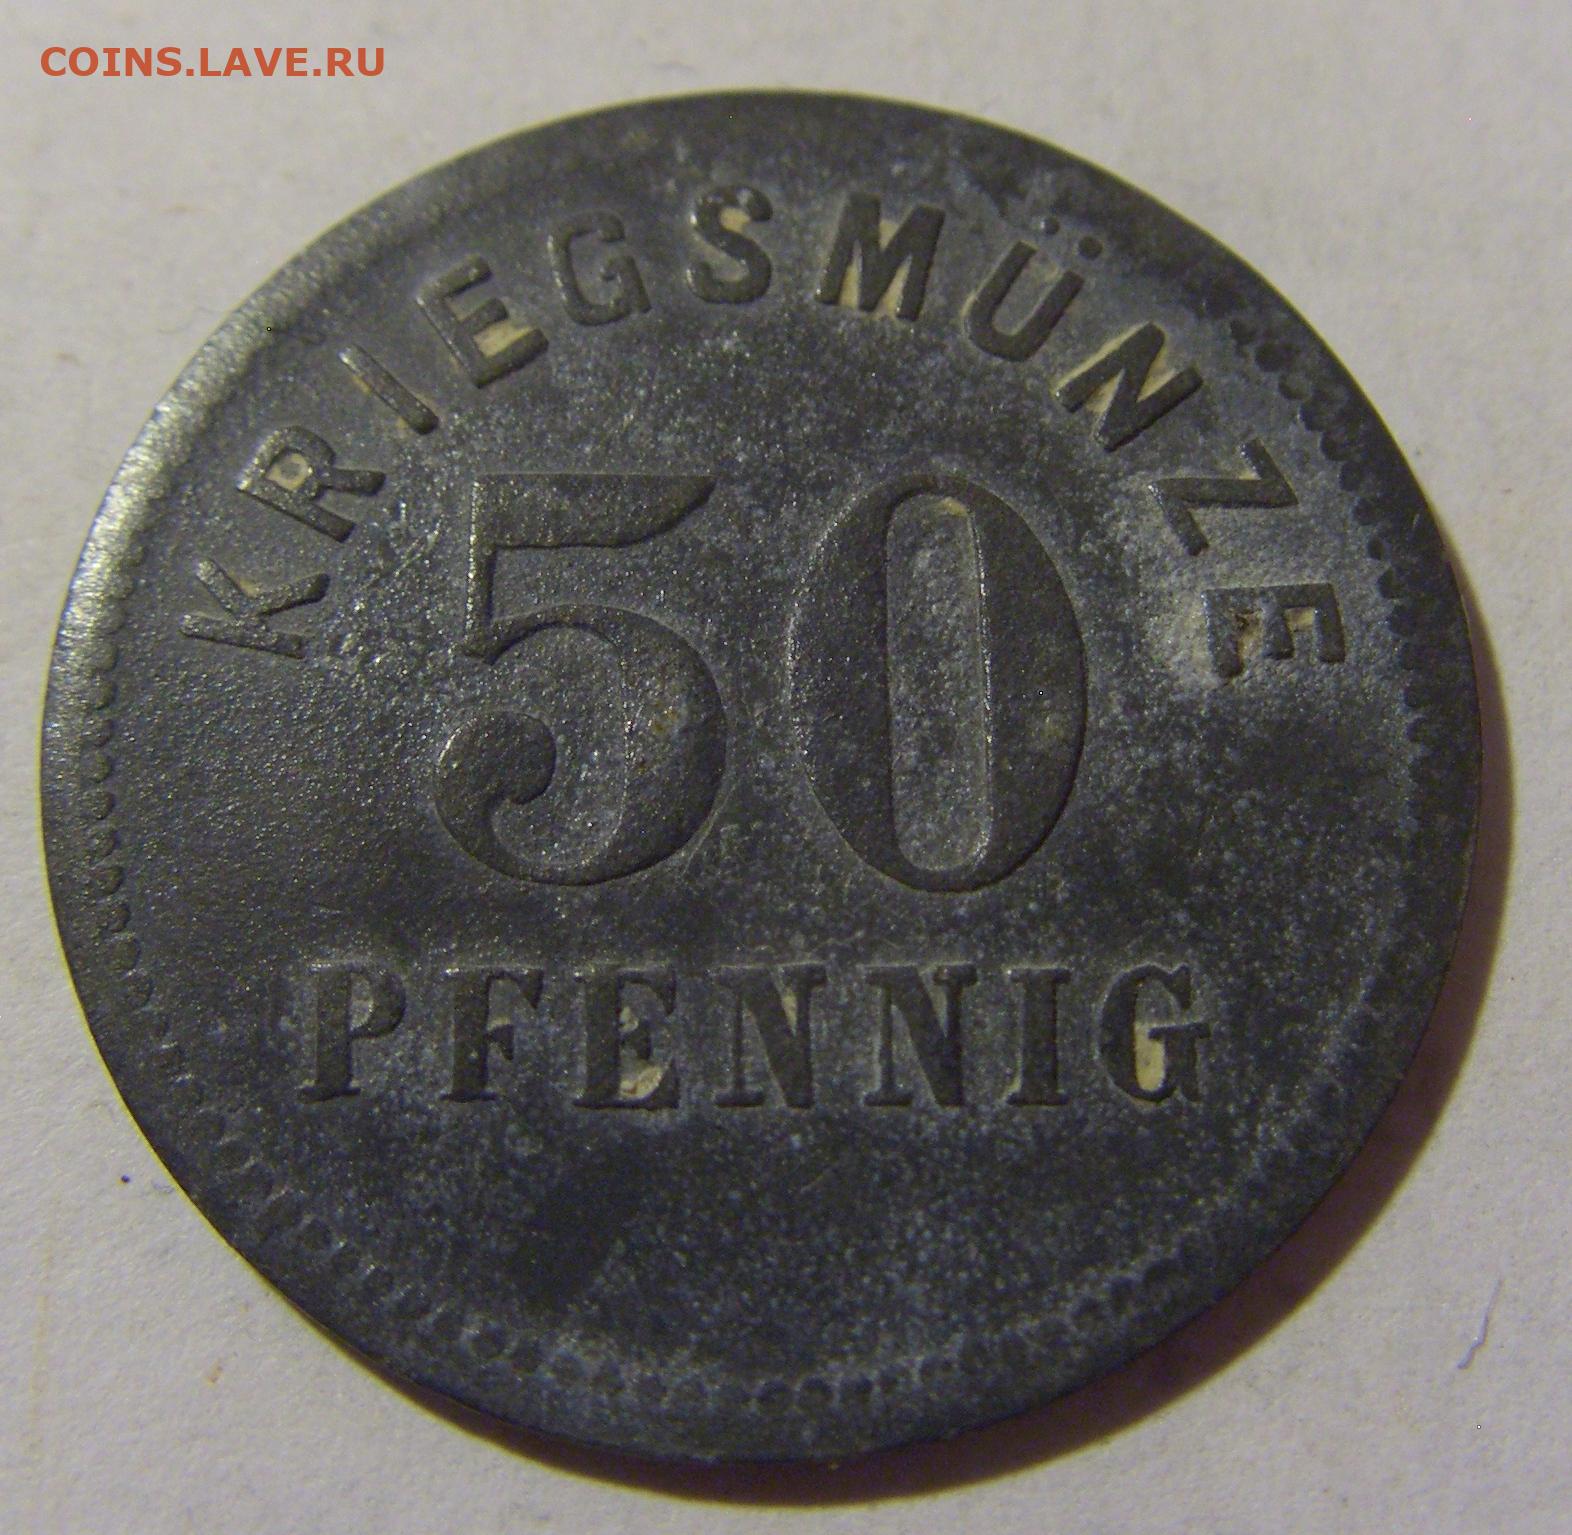 COINS.LAVE.RU
KRIEGSMÜNZE
50
PFENNIG